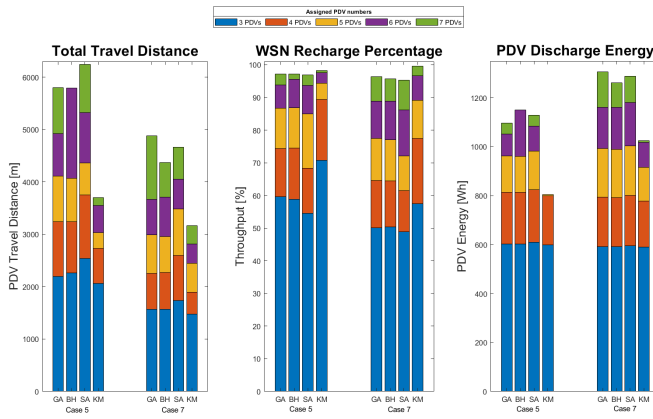 Assigned PDV numbers
3 PDVs 4 PDVs 5 PDVs 6 PDVs 7 PDVs
Total Travel Distance
PDV Travel Distance [m]
6000
5000
4000
3000
2000
1000
0
GA BH SA KM GA BH SA KM
Case 5 Case 7
WSN Recharge Percentage
Throughput [%]
100
90
80
70
60
50
40
30
20
10
0
GA BH SA KM GA BH SA KM
Case 5 Case 7
PDV Discharge Energy
PDV Energy [Wh]
1200
1000
800
600
400
200
0
GA BH SA KM GA BH SA KM
Case 5 Case 7